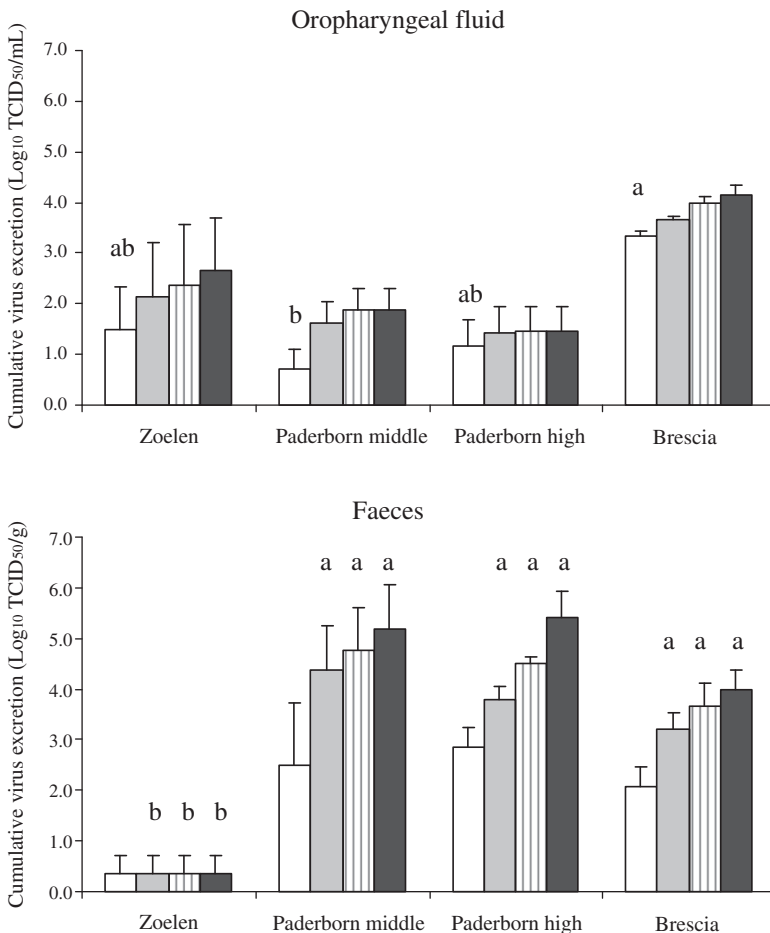 Oropharyngeal fluid
Cumulative virus excretion (Log10 TCID50/mL)
7.0
6.0
5.0
4.0
3.0
2.0
1.0
0.0
ab
b
ab
a
Zoelen Paderborn middle Paderborn high Brescia
Faeces
Cumulative virus excretion (Log10 TCID50/g)
7.0
6.0
5.0
4.0
3.0
2.0
1.0
0.0
b b b
a a a
a a a
a a a
Zoelen Paderborn middle Paderborn high Brescia